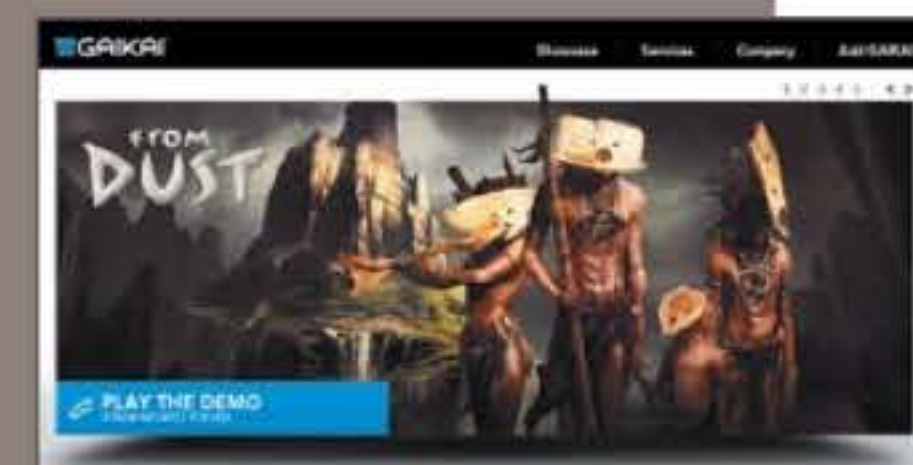 GAIKAI
Showcase Services Company
FROM
DUST
PLAY THE DEMO